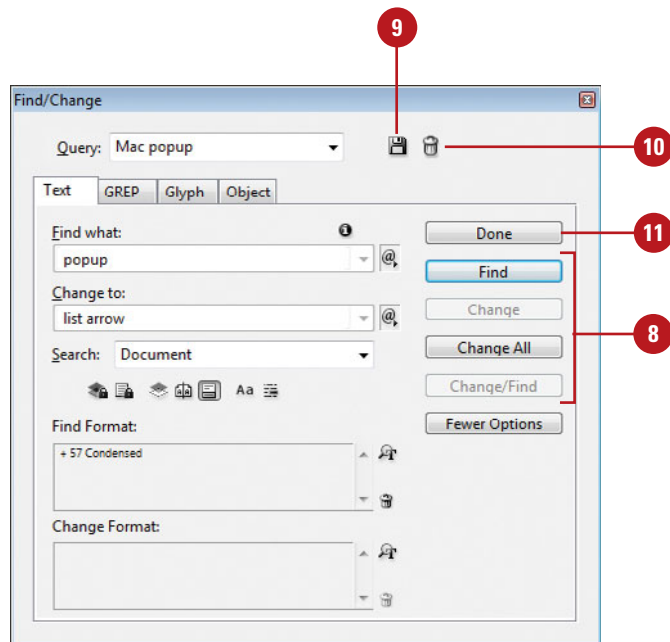 9
Find/Change
Query: Mac popup
10
Text GREP Glyph Object
Find what:
Done
11
popup
@
Find
Change to:
Change
list arrow
@
8
Search: Document
Change All
Aa
Change/Find
Find Format:
Fewer Options
+ 57 Condensed
Change Format: